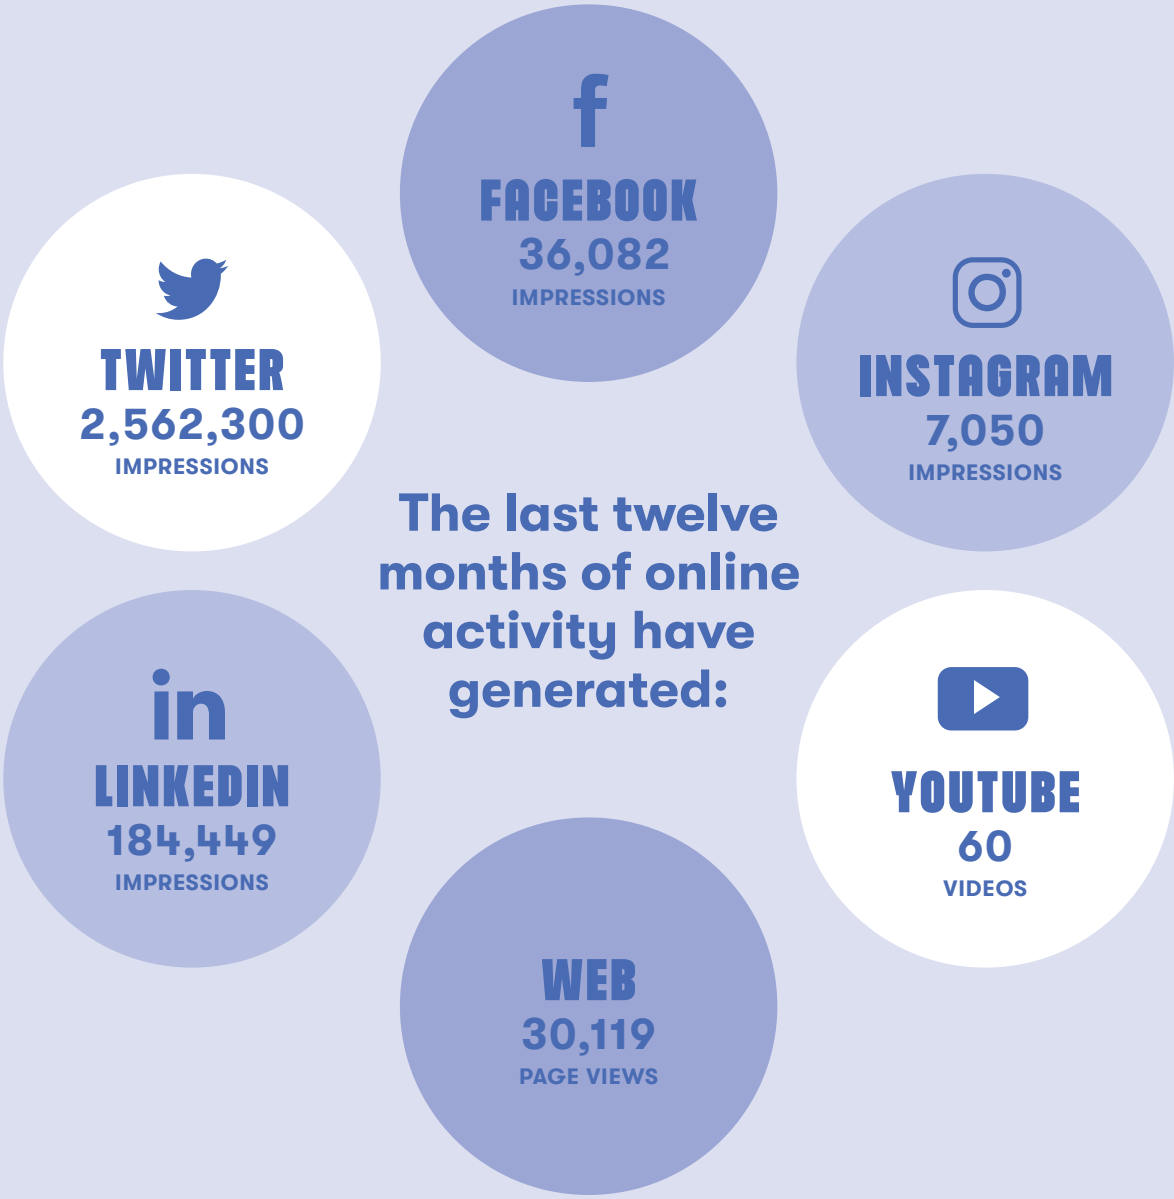 FACEBOOK
36,082
IMPRESSIONS
TWITTER
2,562,300
IMPRESSIONS
INSTAGRAM
7,050
IMPRESSIONS
The last twelve
months of online
activity have
generated:
in
LINKEDIN
184,449
IMPRESSIONS
YOUTUBE
60
VIDEOS
WEB
30,119
PAGE VIEWS